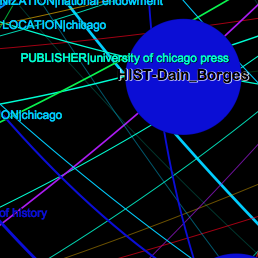 NIZATION|national endowment
LOCATION|chicago
PUBLISHER|university of chicago press
HIST-Dain_Borges
ON|chicago
of history